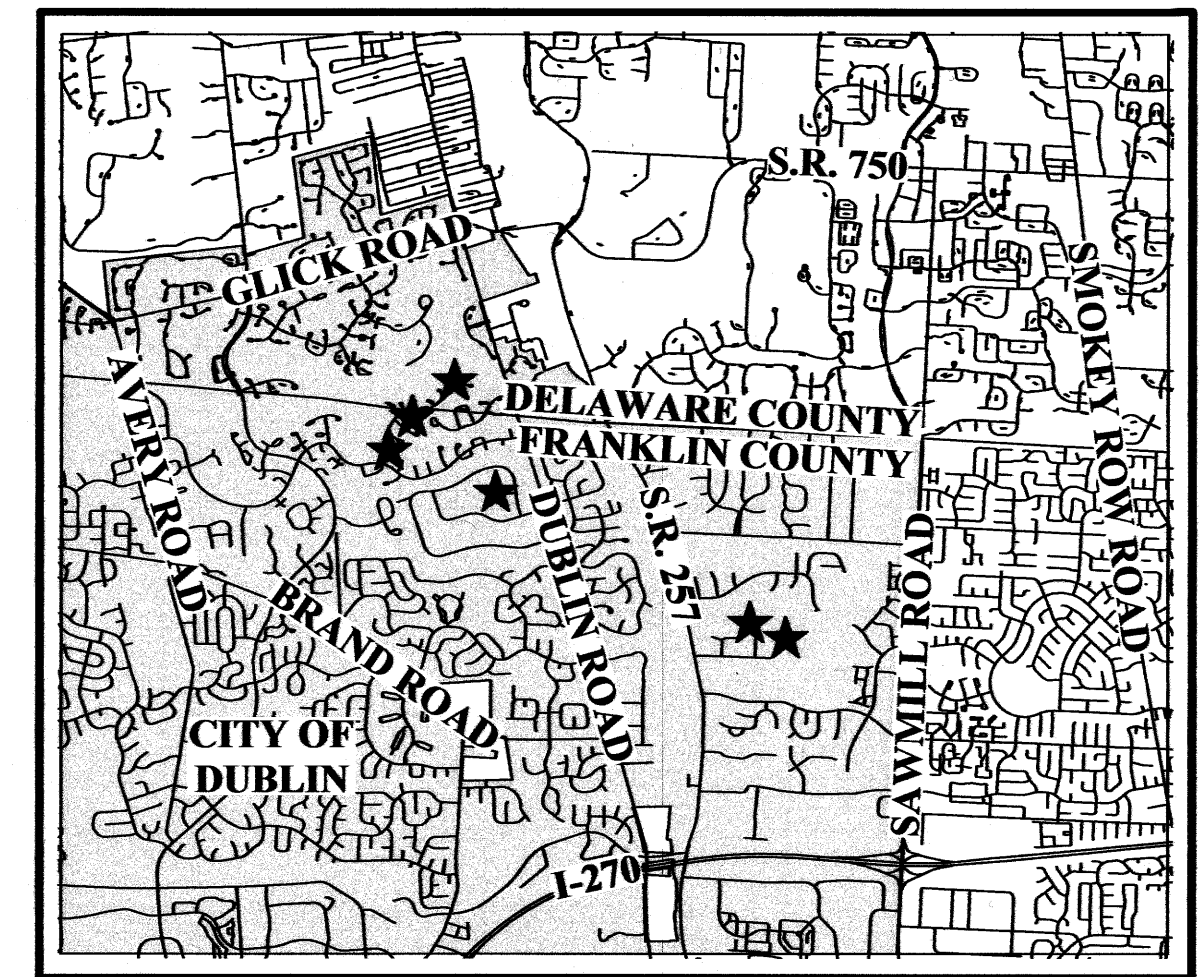 S.R. 750
GLICK ROAD
SMOKEY ROW ROAD
AVERY ROAD
DELAWARE COUNTY
FRANKLIN COUNTY
DUBLIN ROAD
S.R. 257
SAWMILL ROAD
BRAND ROAD
CITY OF
DUBLIN
I-270